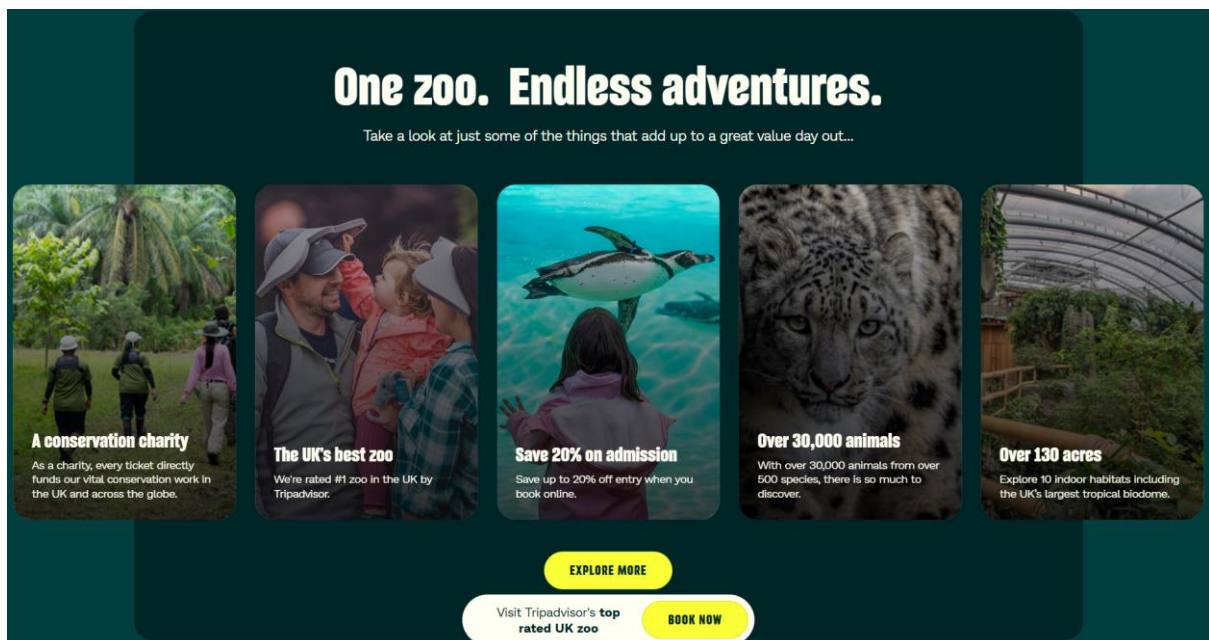 One zoo. Endless adventures.
Take a look at just some of the things that add up to a great value day out...
A conservation charity
As a charity, every ticket directly
funds our vital conservation work in
the UK and across the globe.
The UK's best zoo
We're rated #1 zoo in the UK by
Tripadvisor.
Save 20% on admission
Save up to 20% off entry when you
book online.
Over 30,000 animals
With over 30,000 animals from over
500 species, there is so much to
discover.
Over 130 acres
Explore 10 indoor habitats including
the UK's largest tropical biodome.
EXPLORE MORE
Visit Tripadvisor's top
rated UK zoo
BOOK NOW